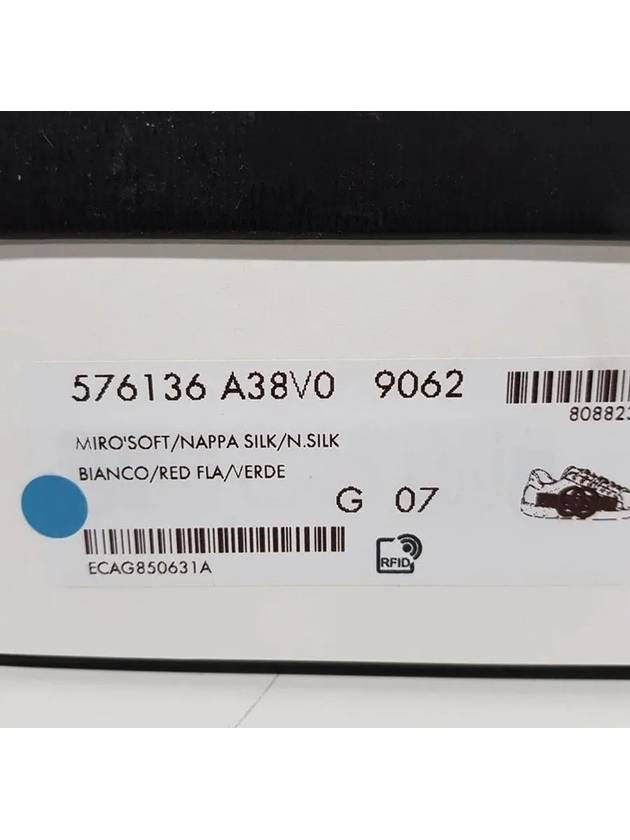 576136 A38V0 9062
808823
MIRO'SOFT/NAPPA SILK/N.SILK
BIANCO/RED FLA/VERDE
G 07
ECAG850631A
RFID